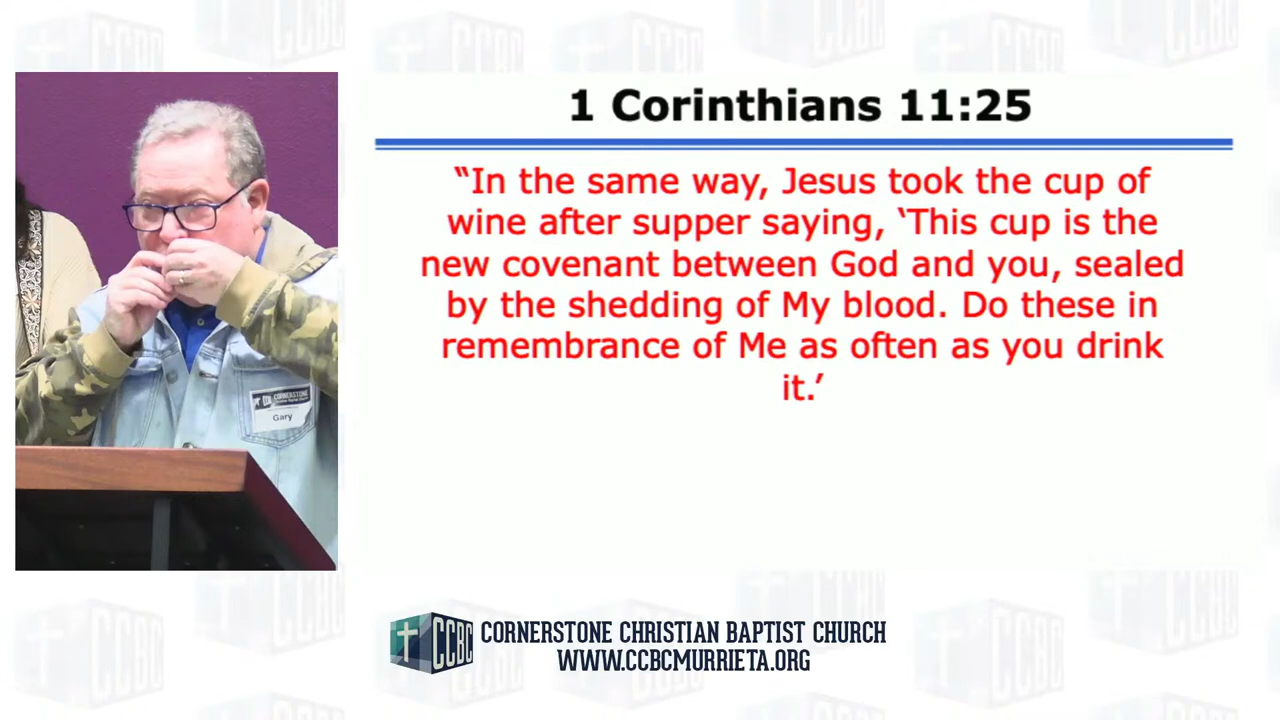 1 Corinthians 11:25
“In the same way, Jesus took the cup of
wine after supper saying, ‘This cup is the
new covenant between God and you, sealed
by the shedding of My blood. Do these in
remembrance of Me as often as you drink
it.’
CORNERSTONE
Gary
CCBC
CORNERSTONE CHRISTIAN BAPTIST CHURCH
WWW.CCBCMURRIETA.ORG